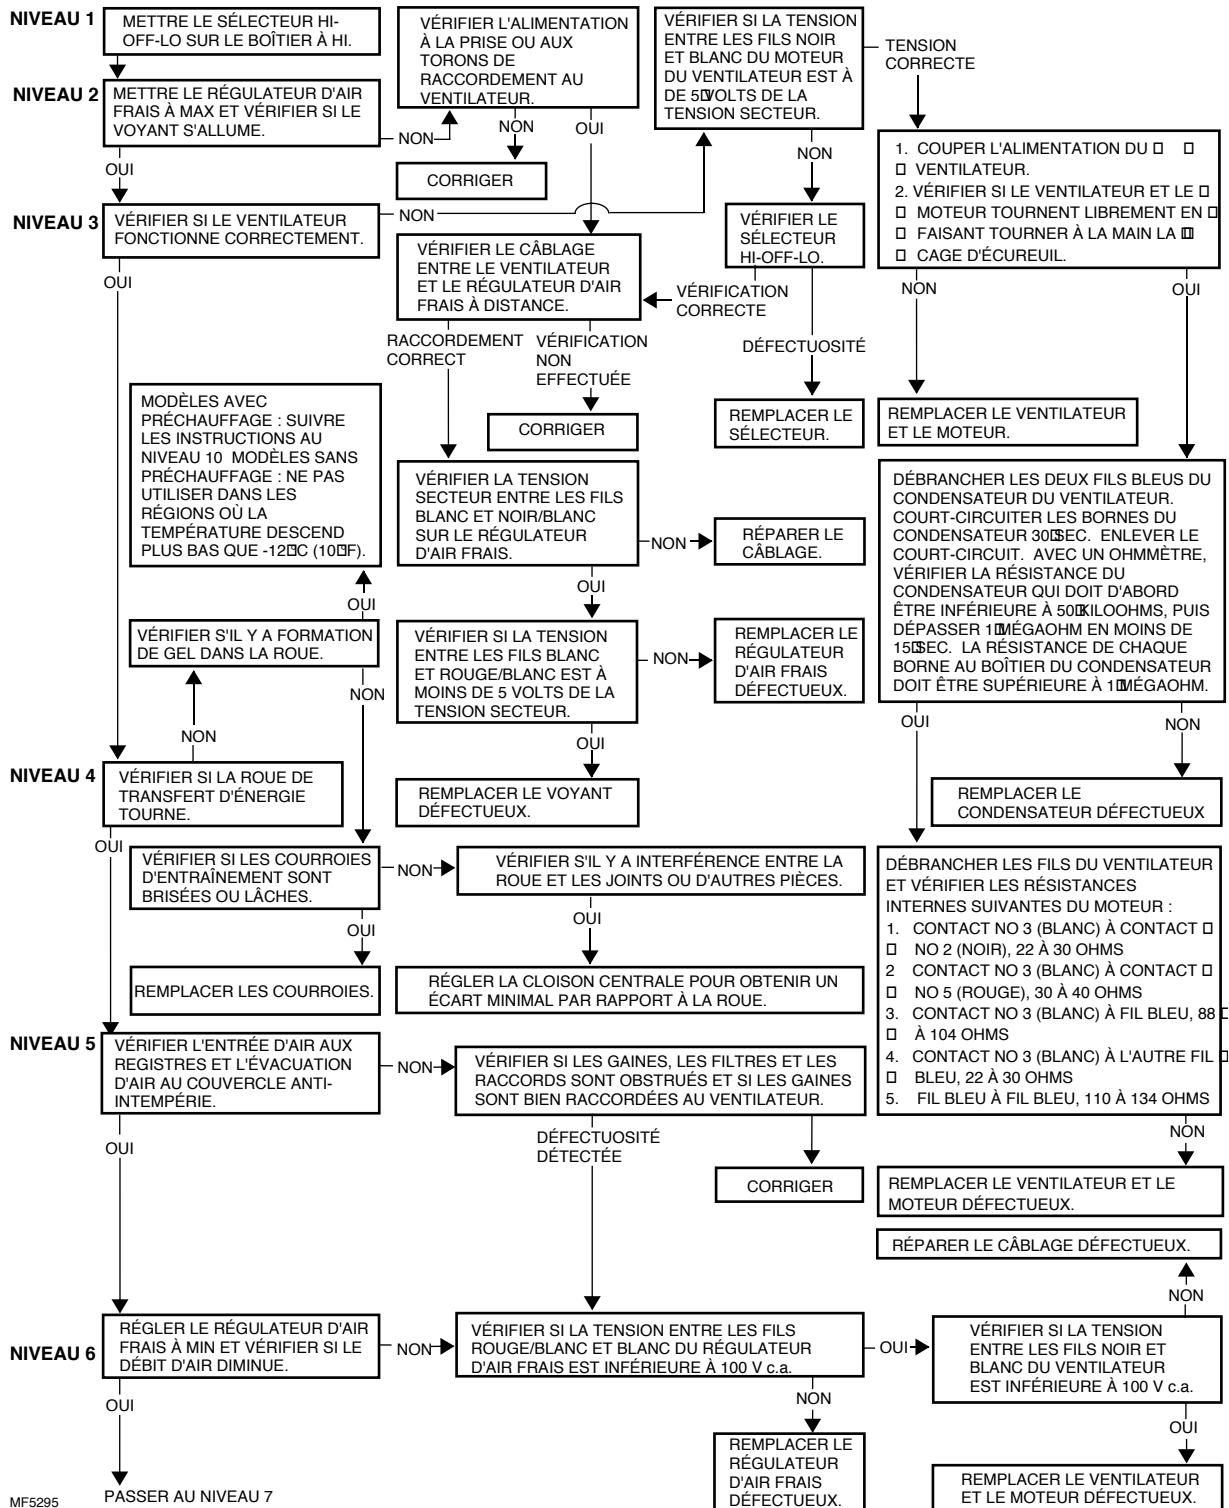 NIVEAU 1
METTRE LE SÉLECTEUR HI-
OFF-LO SUR LE BOÎTIER À HI.
VÉRIFIER L'ALIMENTATION
À LA PRISE OU AUX
TORONS DE
RACCORDEMENT AU
VENTILATEUR.
VÉRIFIER SI LA TENSION
ENTRE LES FILS NOIR
ET BLANC DU MOTEUR
DU VENTILATEUR EST À
DE 5 VOLTS DE LA
TENSION SECTEUR.
TENSION
CORRECTE
NIVEAU 2
METTRE LE RÉGULATEUR D'AIR
FRAIS À MAX ET VÉRIFIER SI LE
VOYANT S'ALLUME.
NON
NON
OUI
NON
OUI
CORRIGER
1. COUPER L'ALIMENTATION DU
VENTILATEUR.
2. VÉRIFIER SI LE VENTILATEUR ET LE
MOTEUR TOURNENT LIBREMENT EN
FAISANT TOURNER À LA MAIN LA
CAGE D'ÉCUREUIL.
NIVEAU 3
VÉRIFIER SI LE VENTILATEUR
FONCTIONNE CORRECTEMENT.
NON
VÉRIFIER LE CÂBLAGE
ENTRE LE VENTILATEUR
ET LE RÉGULATEUR D'AIR
FRAIS À DISTANCE.
VÉRIFIER LE
SÉLECTEUR
HI-OFF-LO.
OUI
VÉRIFICATION
CORRECTE
NON
OUI
RACCORDEMENT
CORRECT
VÉRIFICATION
NON
EFFECTUÉE
DÉFECTUOSITÉ
MODÈLES AVEC
PRÉCHAUFFAGE : SUIVRE
LES INSTRUCTIONS AU
NIVEAU 10 MODÈLES SANS
PRÉCHAUFFAGE : NE PAS
UTILISER DANS LES
RÉGIONS OÙ LA
TEMPÉRATURE DESCEND
PLUS BAS QUE -12 C (10 F).
CORRIGER
REMPLACER LE
SÉLECTEUR.
REMPLACER LE VENTILATEUR
ET LE MOTEUR.
VÉRIFIER LA TENSION
SECTEUR ENTRE LES FILS
BLANC ET NOIR/BLANC
SUR LE RÉGULATEUR
D'AIR FRAIS.
NON
RÉPARER LE
CÂBLAGE.
DÉBRANCHER LES DEUX FILS BLEUS DU
CONDENSATEUR DU VENTILATEUR.
COURT-CIRCUITER LES BORNES DU
CONDENSATEUR 30 SEC. ENLEVER LE
COURT-CIRCUIT. AVEC UN OHMMÈTRE,
VÉRIFIER LA RÉSISTANCE DU
CONDENSATEUR QUI DOIT D'ABORD
ÊTRE INFÉRIEURE À 50 KILOOHMS, PUIS
DÉPASSER 1 MÉGAOHM EN MOINS DE
15 SEC. LA RÉSISTANCE DE CHAQUE
BORNE AU BOÎTIER DU CONDENSATEUR
DOIT ÊTRE SUPÉRIEURE À 1 MÉGAOHM.
OUI
OUI
VÉRIFIER S'IL Y A FORMATION
DE GEL DANS LA ROUE.
VÉRIFIER SI LA TENSION
ENTRE LES FILS BLANC
ET ROUGE/BLANC EST À
MOINS DE 5 VOLTS DE LA
TENSION SECTEUR.
NON
REMPLACER LE
RÉGULATEUR
D'AIR FRAIS
DÉFECTUEUX.
NON
NON
OUI
OUI
NON
NIVEAU 4
VÉRIFIER SI LA ROUE DE
TRANSFERT D'ÉNERGIE
TOURNE.
REMPLACER LE VOYANT
DÉFECTUEUX.
REMPLACER LE
CONDENSATEUR DÉFECTUEUX
OUI
VÉRIFIER SI LES COURROIES
D'ENTRAÎNEMENT SONT
BRISÉES OU LÂCHES.
NON
VÉRIFIER S'IL Y A INTERFÉRENCE ENTRE LA
ROUE ET LES JOINTS OU D'AUTRES PIÈCES.
OUI
OUI
REMPLACER LES COURROIES.
RÉGLER LA CLOISON CENTRALE POUR OBTENIR UN
ÉCART MINIMAL PAR RAPPORT À LA ROUE.
DÉBRANCHER LES FILS DU VENTILATEUR
ET VÉRIFIER LES RÉSISTANCES
INTERNES SUIVANTES DU MOTEUR :
1. CONTACT NO 3 (BLANC) À CONTACT
NO 2 (NOIR), 22 À 30 OHMS
2 CONTACT NO 3 (BLANC) À CONTACT
NO 5 (ROUGE), 30 À 40 OHMS
3. CONTACT NO 3 (BLANC) À FIL BLEU, 88
À 104 OHMS
4. CONTACT NO 3 (BLANC) À L'AUTRE FIL
BLEU, 22 À 30 OHMS
5. FIL BLEU À FIL BLEU, 110 À 134 OHMS
NIVEAU 5
VÉRIFIER L'ENTRÉE D'AIR AUX
REGISTRES ET L'ÉVACUATION
D'AIR AU COUVERCLE ANTI-
INTEMPÉRIE.
NON
VÉRIFIER SI LES GAINES, LES FILTRES ET LES
RACCORDS SONT OBSTRUÉS ET SI LES GAINES
SONT BIEN RACCORDÉES AU VENTILATEUR.
OUI
DÉFECTUOSITÉ
DÉTECTÉE
NON
CORRIGER
REMPLACER LE VENTILATEUR ET LE
MOTEUR DÉFECTUEUX.
RÉPARER LE CÂBLAGE DÉFECTUEUX.
NON
NIVEAU 6
RÉGLER LE RÉGULATEUR D'AIR
FRAIS À MIN ET VÉRIFIER SI LE
DÉBIT D'AIR DIMINUE.
NON
VÉRIFIER SI LA TENSION ENTRE LES FILS
ROUGE/BLANC ET BLANC DU RÉGULATEUR
D'AIR FRAIS EST INFÉRIEURE À 100 V c.a.
OUI
VÉRIFIER SI LA TENSION
ENTRE LES FILS NOIR ET
BLANC DU VENTILATEUR
EST INFÉRIEURE À 100 V c.a.
OUI
NON
OUI
REMPLACER LE
RÉGULATEUR
D'AIR FRAIS
DÉFECTUEUX.
REMPLACER LE VENTILATEUR
ET LE MOTEUR DÉFECTUEUX.
PASSER AU NIVEAU 7
MF5295